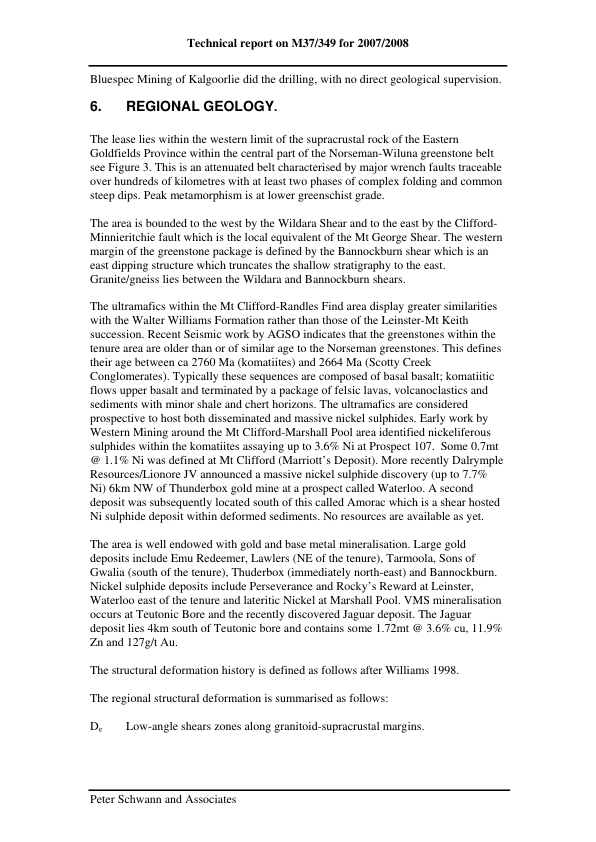 Technical report on M37/349 for 2007/2008
Bluespec Mining of Kalgoorlie did the drilling, with no direct geological supervision.
6. REGIONAL GEOLOGY.
The lease lies within the western limit of the supracrustal rock of the Eastern
Goldfields Province within the central part of the Norseman-Wiluna greenstone belt
see Figure 3. This is an attenuated belt characterised by major wrench faults traceable
over hundreds of kilometres with at least two phases of complex folding and common
steep dips. Peak metamorphism is at lower greenschist grade.
The area is bounded to the west by the Wildara Shear and to the east by the Clifford-
Minnieritchie fault which is the local equivalent of the Mt George Shear. The western
margin of the greenstone package is defined by the Bannockburn shear which is an
east dipping structure which truncates the shallow stratigraphy to the east.
Granite/gneiss lies between the Wildara and Bannockburn shears.
The ultramafics within the Mt Clifford-Randles Find area display greater similarities
with the Walter Williams Formation rather than those of the Leinster-Mt Keith
succession. Recent Seismic work by AGSO indicates that the greenstones within the
tenure area are older than or of similar age to the Norseman greenstones. This defines
their age between ca 2760 Ma (komatiites) and 2664 Ma (Scotty Creek
Conglomerates). Typically these sequences are composed of basal basalt; komatiitic
flows upper basalt and terminated by a package of felsic lavas, volcanoclastics and
sediments with minor shale and chert horizons. The ultramafics are considered
prospective to host both disseminated and massive nickel sulphides. Early work by
Western Mining around the Mt Clifford-Marshall Pool area identified nickeliferous
sulphides within the komatiites assaying up to 3.6% Ni at Prospect 107. Some 0.7mt
@ 1.1% Ni was defined at Mt Clifford (Marriott's Deposit). More recently Dalrymple
Resources/Lionore JV announced a massive nickel sulphide discovery (up to 7.7%
Ni) 6km NW of Thunderbox gold mine at a prospect called Waterloo. A second
deposit was subsequently located south of this called Amorac which is a shear hosted
Ni sulphide deposit within deformed sediments. No resources are available as yet.
The area is well endowed with gold and base metal mineralisation. Large gold
deposits include Emu Redeemer, Lawlers (NE of the tenure), Tarmoola, Sons of
Gwalia (south of the tenure), Thuderbox (immediately north-east) and Bannockburn.
Nickel sulphide deposits include Perseverance and Rocky's Reward at Leinster,
Waterloo east of the tenure and lateritic Nickel at Marshall Pool. VMS mineralisation
occurs at Teutonic Bore and the recently discovered Jaguar deposit. The Jaguar
deposit lies 4km south of Teutonic bore and contains some 1.72mt @ 3.6% cu, 11.9%
Zn and 127g/t Au.
The structural deformation history is defined as follows after Williams 1998.
The regional structural deformation is summarised as follows:
De Low-angle shears zones along granitoid-supracrustal margins.
Peter Schwann and Associates